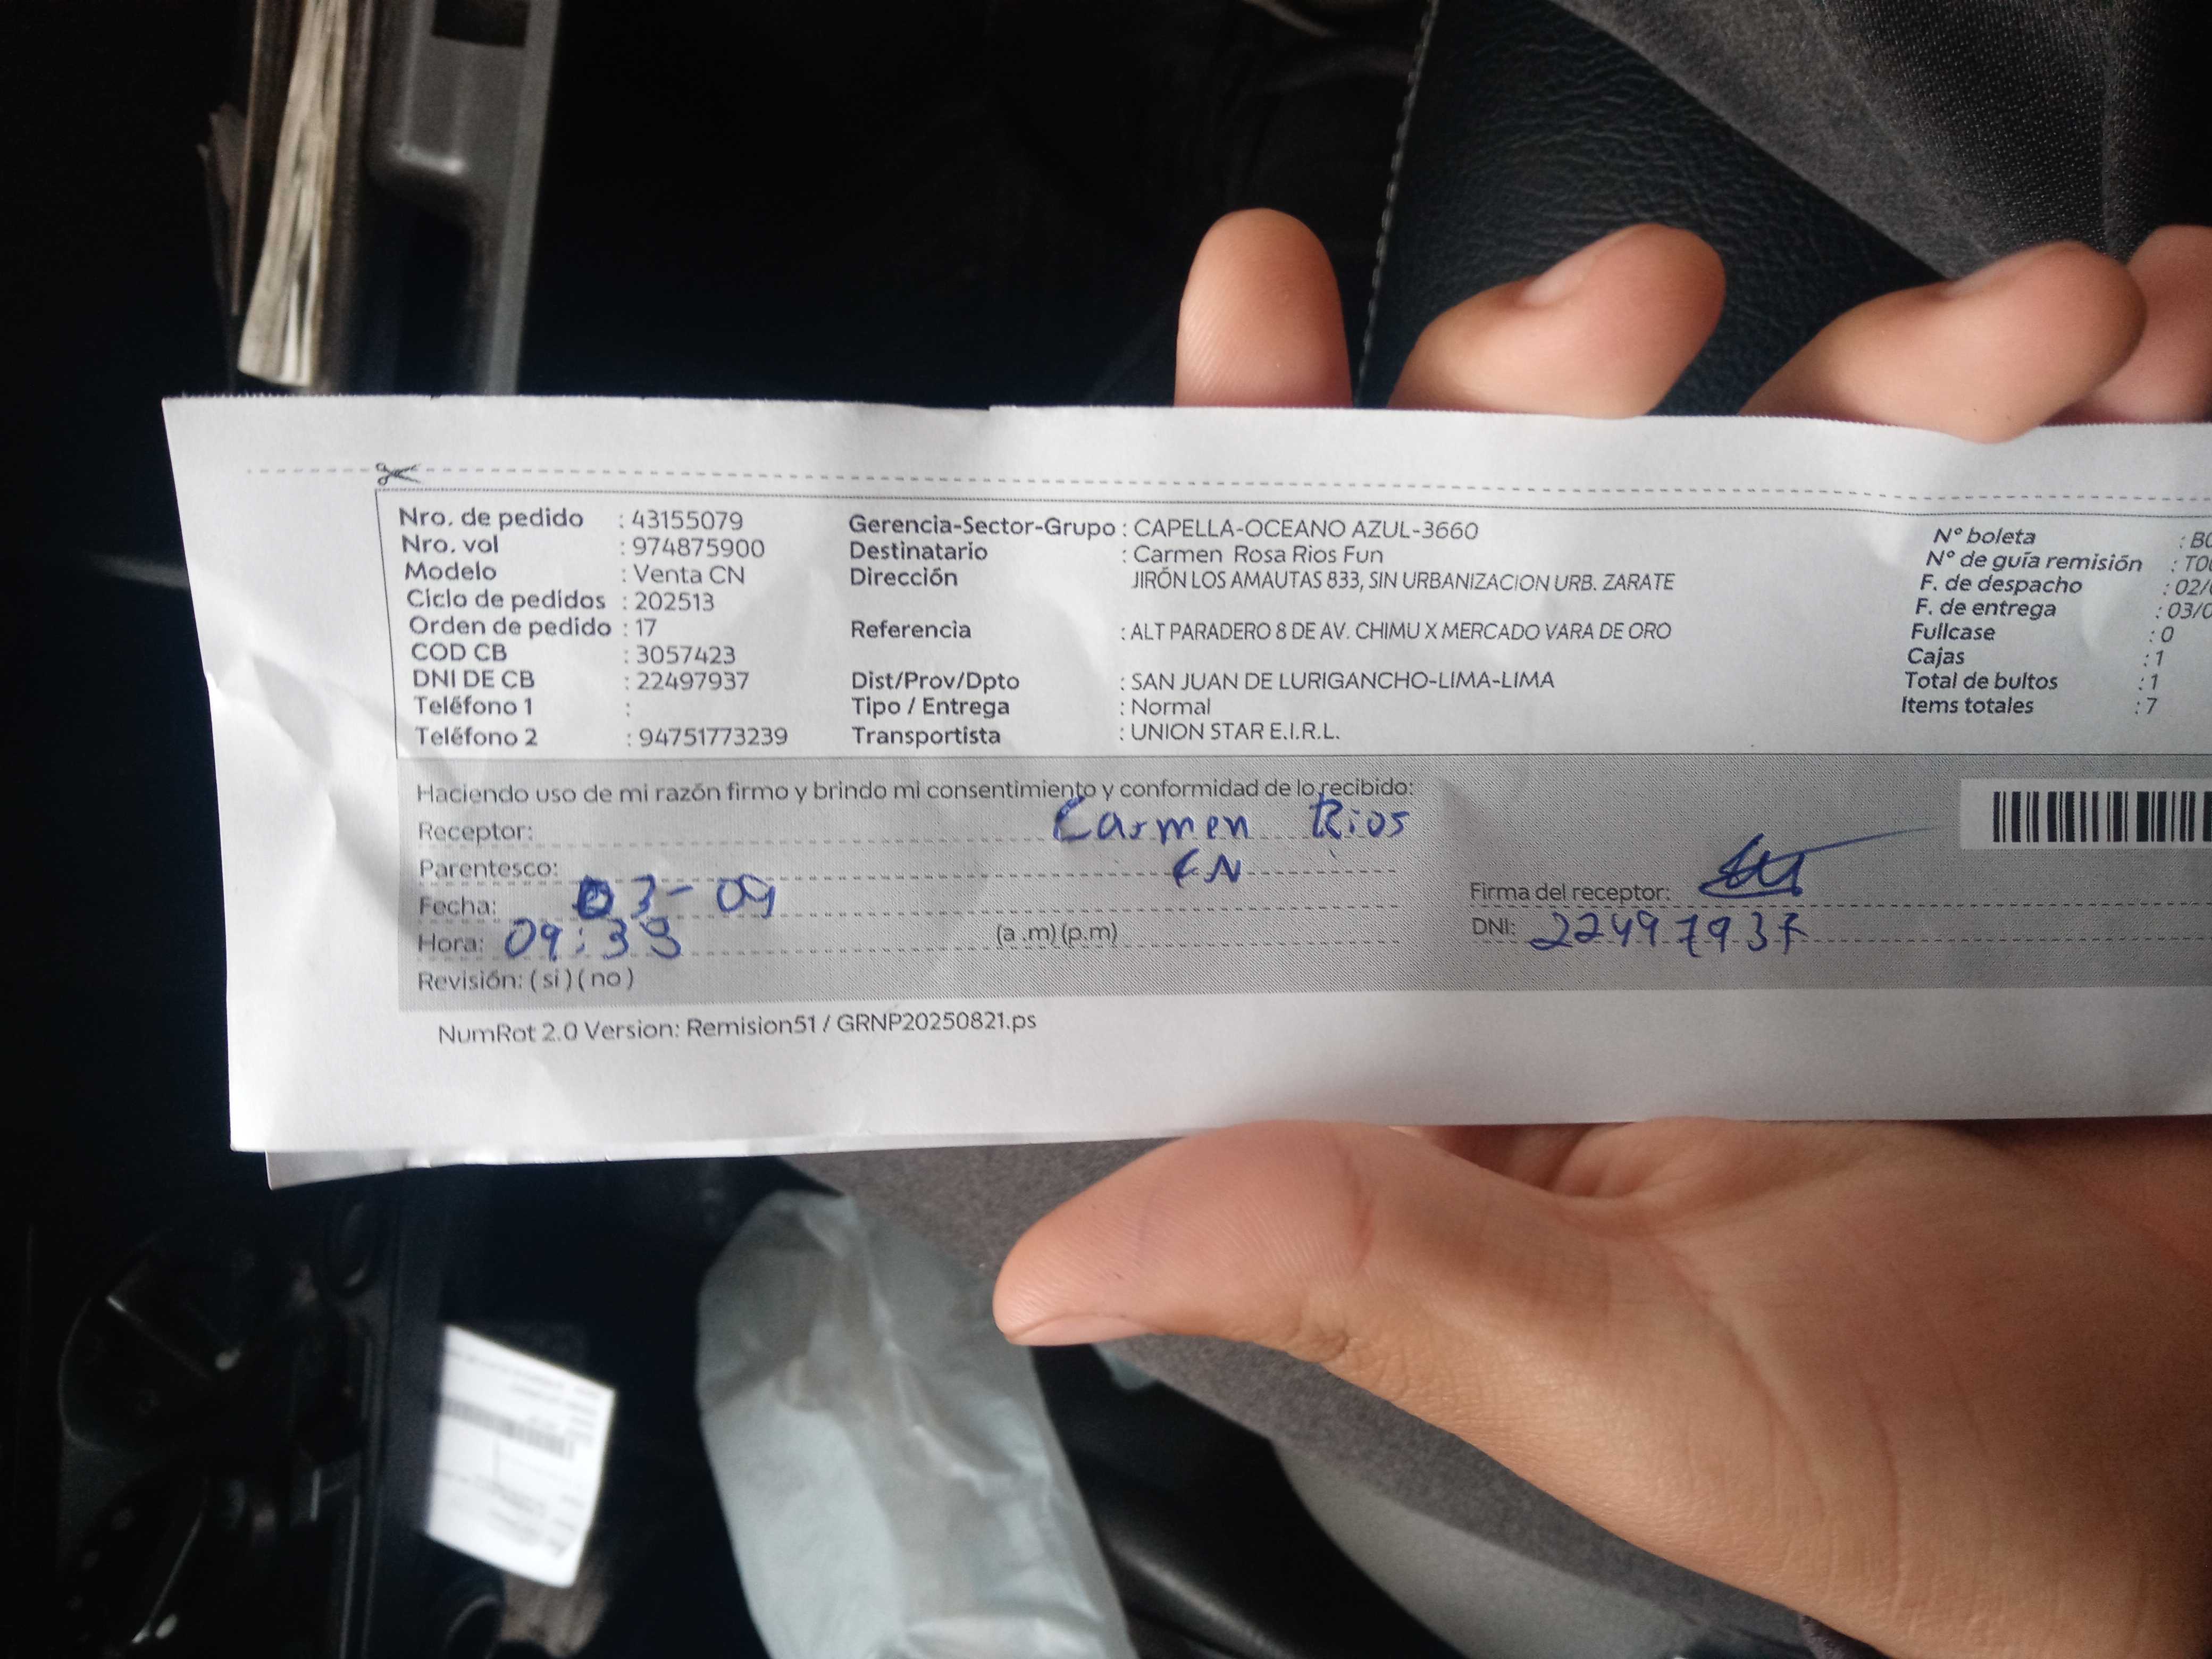 Nro. de pedido : 43155079
Nro. vol : 974875900
Modelo : Venta CN
Ciclo de pedidos : 202513
Orden de pedido : 17
COD CB : 3057423
DNI DE CB : 22497937
Teléfono 1 :
Teléfono 2 : 94751773239
Gerencia-Sector-Grupo : CAPELLA-OCEANO AZUL-3660
Destinatario : Carmen Rosa Rios Fun
Dirección JIRÓN LOS AMAUTAS 833, SIN URBANIZACION URB. ZARATE
Referencia : ALT PARADERO 8 DE AV. CHIMU X MERCADO VARA DE ORO
Dist/Prov/Dpto : SAN JUAN DE LURIGANCHO-LIMA-LIMA
Tipo / Entrega : Normal
Transportista : UNION STAR E.I.R.L.
N° boleta :
N° de guía remisión :
F. de despacho : 02/
F. de entrega : 03/
Fullcase : 0
Cajas : 1
Total de bultos : 1
Items totales : 7
Haciendo uso de mi razón firmo y brindo mi consentimiento y conformidad de lo recibido:
Receptor: Carmen Rios
Parentesco:
Fecha: 03-09
Hora: 09:33 (a .m) (p.m)
Revisión: ( si ) ( no )
Firma del receptor:
DNI: 22497937
NumRot 2.0 Version: Remision51 / GRNP20250821.ps